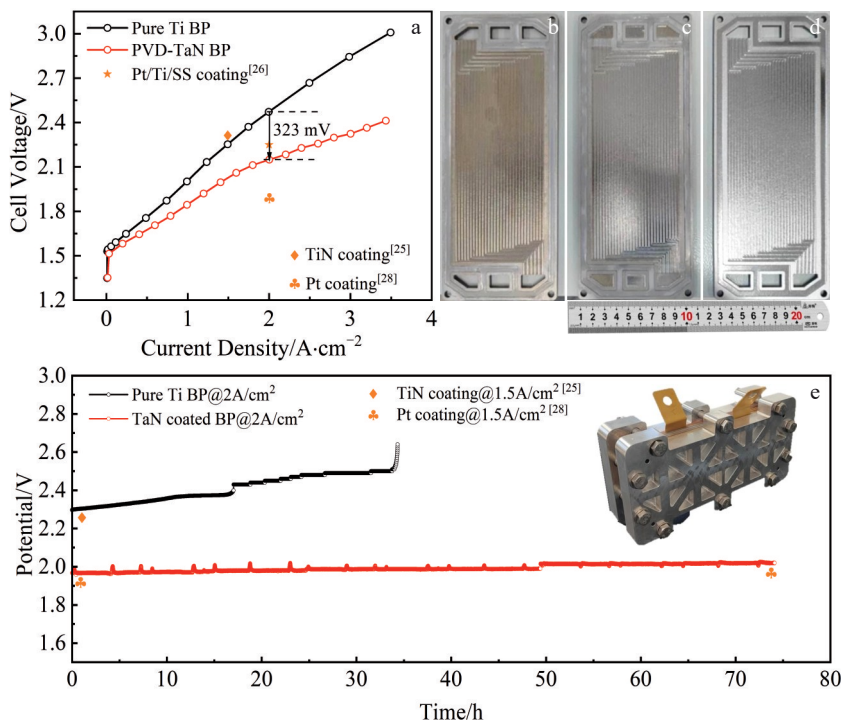 a
Pure Ti BP
PVD-TaN BP
Pt/Ti/SS coating[26]
323 mV
TiN coating[25]
Pt coating[28]
3.0
2.7
2.4
2.1
1.8
1.5
1.2
0 1 2 3 4
Cell Voltage/V
Current Density/A·cm⁻²
b
c
d
1 2 3 4 5 6 7 8 9 10 1 2 3 4 5 6 7 8 9 20
e
Pure Ti BP@2A/cm²
TaN coated BP@2A/cm²
TiN coating@1.5A/cm² [25]
Pt coating@1.5A/cm² [28]
3.0
2.8
2.6
2.4
2.2
2.0
1.8
1.6
0 10 20 30 40 50 60 70 80
Potential/V
Time/h